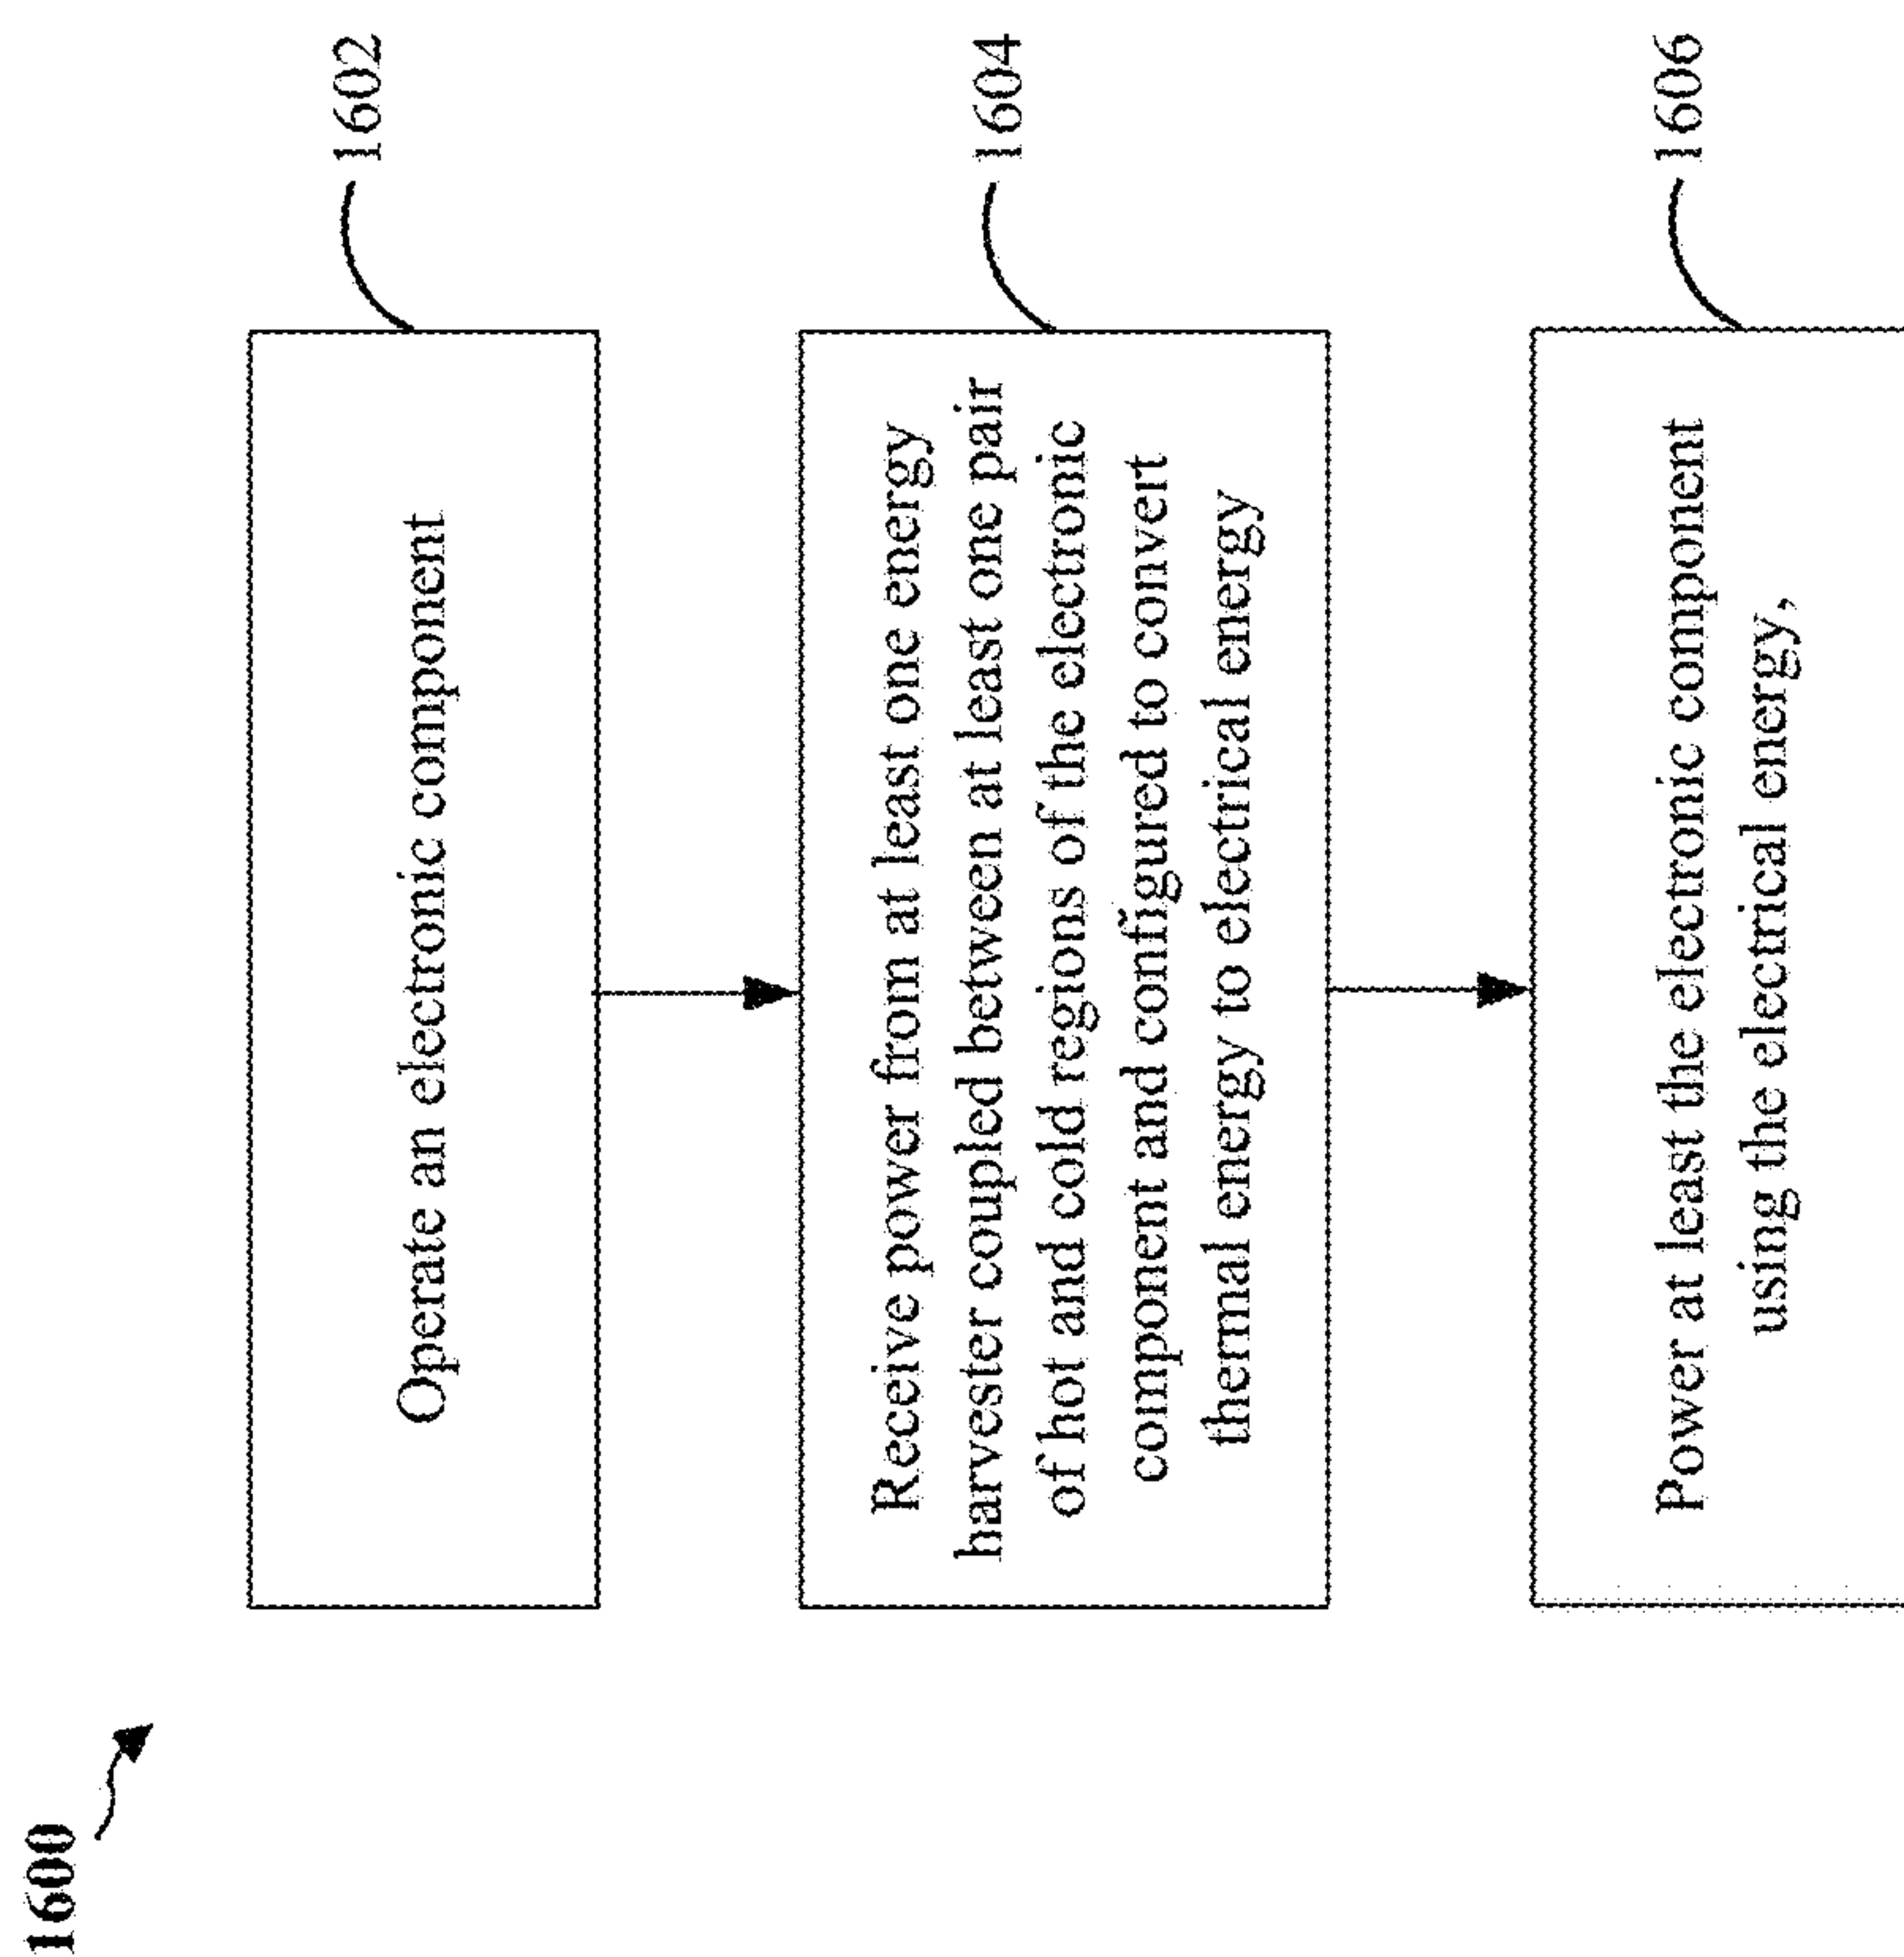 1600
Operate an electronic component
1602
Receive power from at least one energy
harvester coupled between at least one pair
of hot and cold regions of the electronic
component and configured to convert
thermal energy to electrical energy
1604
Power at least the electronic component
using the electrical energy,
1606